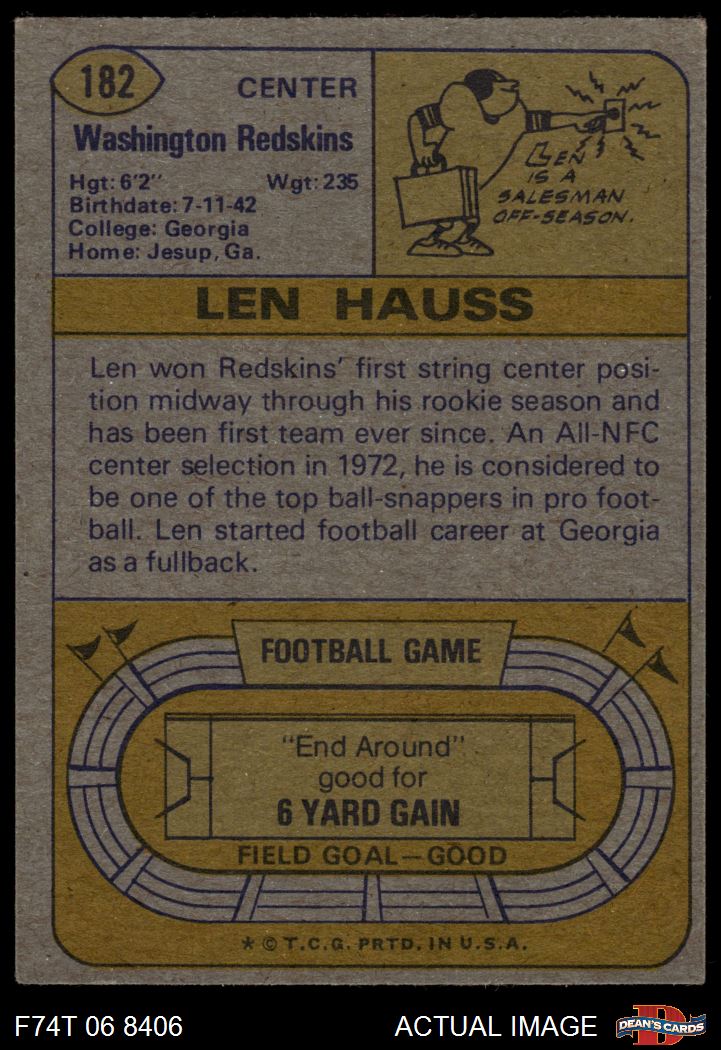 182
CENTER
Washington Redskins
Hgt: 6'2" Wgt: 235
Birthdate: 7-11-42
College: Georgia
Home: Jesup, Ga.
LEN
IS A
SALESMAN
OFF-SEASON.
LEN HAUSS
Len won Redskins' first string center posi-
tion midway through his rookie season and
has been first team ever since. An All-NFC
center selection in 1972, he is considered to
be one of the top ball-snappers in pro foot-
ball. Len started football career at Georgia
as a fullback.
FOOTBALL GAME
"End Around"
good for
6 YARD GAIN
FIELD GOAL—GOOD
* © T.C.G. PRTD. IN U.S.A.
F74T 06 8406 ACTUAL IMAGE
D
DEAN'S CARDS